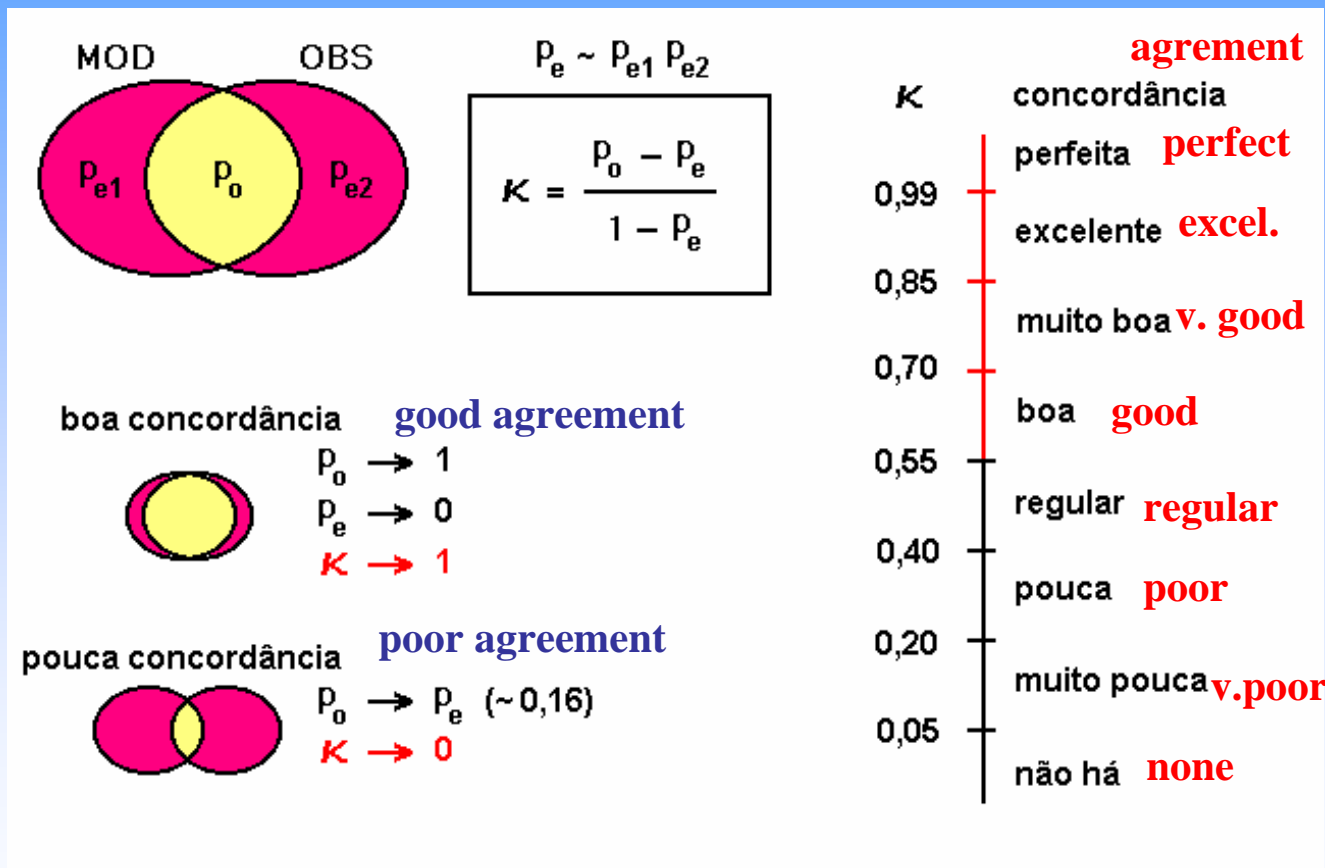 MOD OBS
Pe1 Po Pe2
Pe ~ Pe1 Pe2
K = Po – Pe
1 – Pe
boa concordância good agreement
Po → 1
Pe → 0
K → 1
pouca concordância poor agreement
Po → Pe (~0,16)
K → 0
agrement
K concordância
perfeita perfect
0,99
excelente excel.
0,85
muito boa v. good
0,70
boa good
0,55
regular regular
0,40
pouca poor
0,20
muito pouca v.poor
0,05
não há none